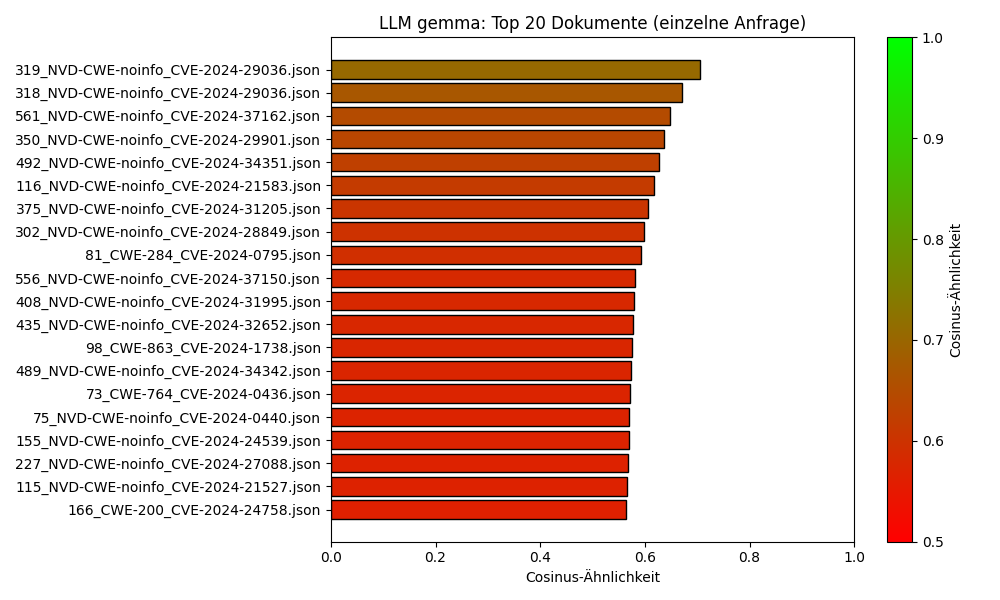 LLM gemma: Top 20 Dokumente (einzelne Anfrage)
319_NVD-CWE-noinfo_CVE-2024-29036.json
318_NVD-CWE-noinfo_CVE-2024-29036.json
561_NVD-CWE-noinfo_CVE-2024-37162.json
350_NVD-CWE-noinfo_CVE-2024-29901.json
492_NVD-CWE-noinfo_CVE-2024-34351.json
116_NVD-CWE-noinfo_CVE-2024-21583.json
375_NVD-CWE-noinfo_CVE-2024-31205.json
302_NVD-CWE-noinfo_CVE-2024-28849.json
81_CWE-284_CVE-2024-0795.json
556_NVD-CWE-noinfo_CVE-2024-37150.json
408_NVD-CWE-noinfo_CVE-2024-31995.json
435_NVD-CWE-noinfo_CVE-2024-32652.json
98_CWE-863_CVE-2024-1738.json
489_NVD-CWE-noinfo_CVE-2024-34342.json
73_CWE-764_CVE-2024-0436.json
75_NVD-CWE-noinfo_CVE-2024-0440.json
155_NVD-CWE-noinfo_CVE-2024-24539.json
227_NVD-CWE-noinfo_CVE-2024-27088.json
115_NVD-CWE-noinfo_CVE-2024-21527.json
166_CWE-200_CVE-2024-24758.json
0.0 0.2 0.4 0.6 0.8 1.0
Cosinus-Ähnlichkeit
1.0
0.9
0.8
0.7
0.6
0.5
Cosinus-Ähnlichkeit